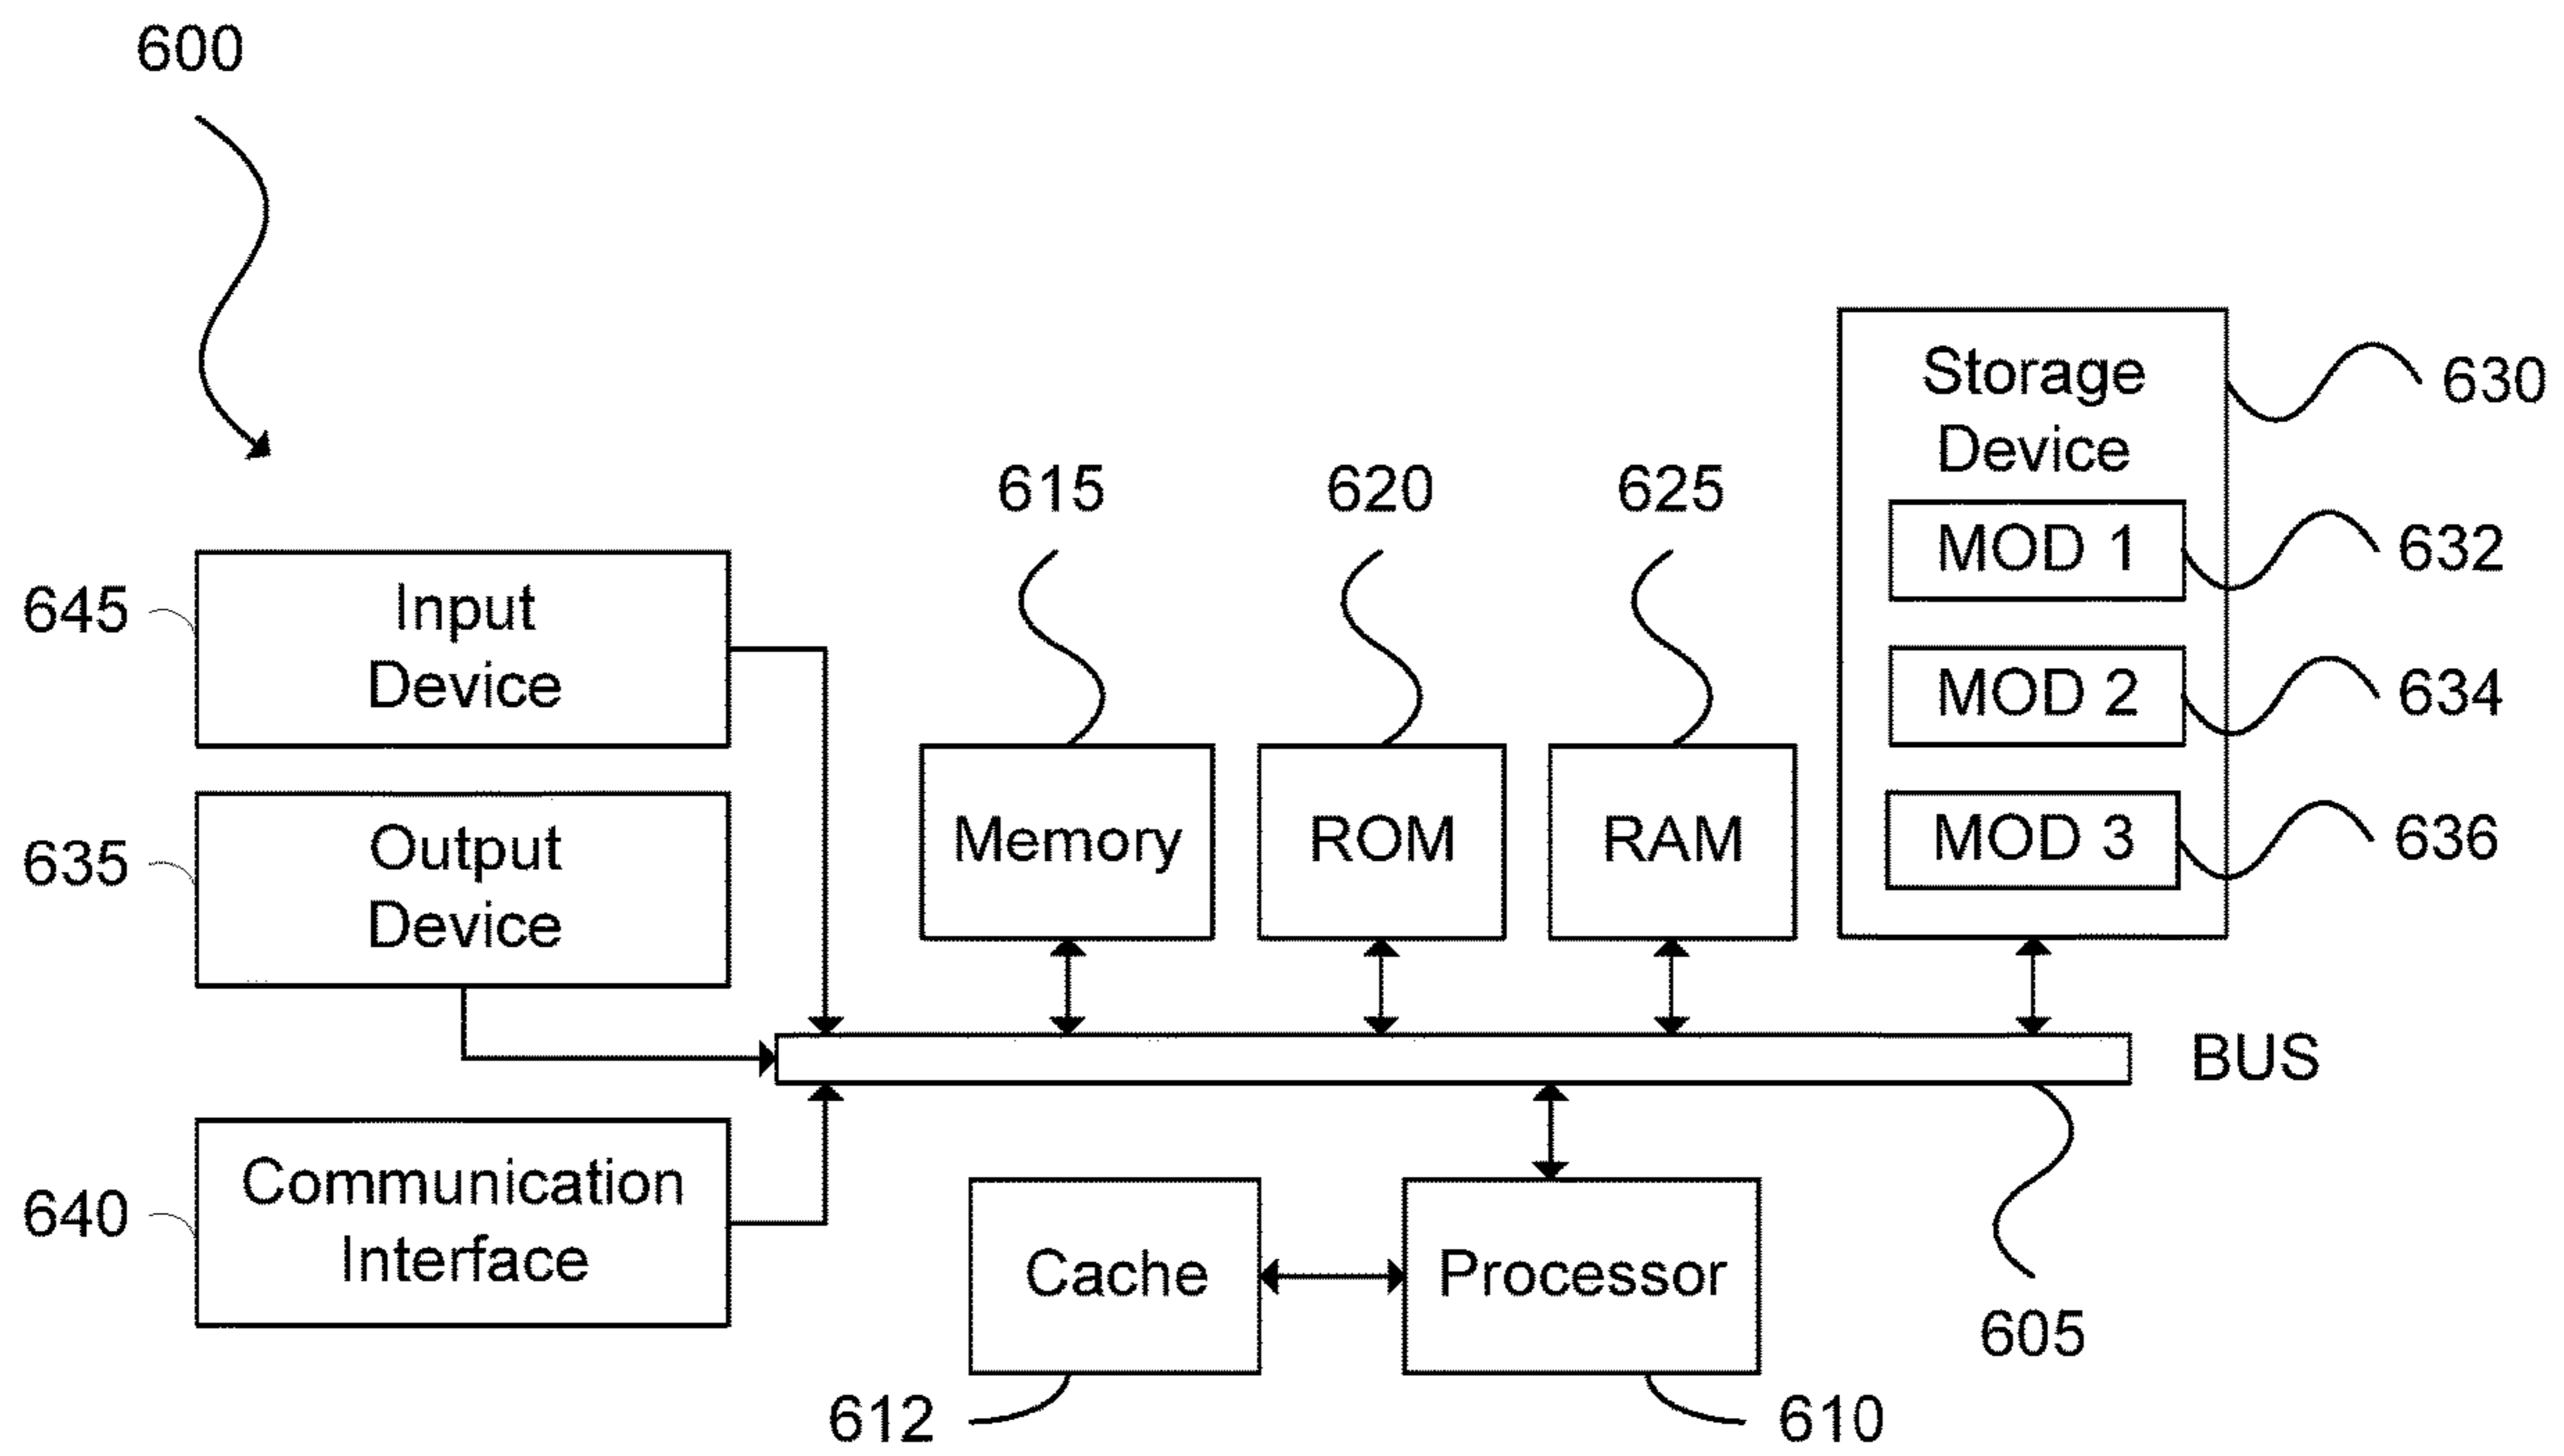 600
Storage
Device
630
615
620
625
MOD 1
632
645
Input
Device
MOD 2
634
635
Output
Device
Memory
ROM
RAM
MOD 3
636
BUS
640
Communication
Interface
Cache
Processor
605
612
610